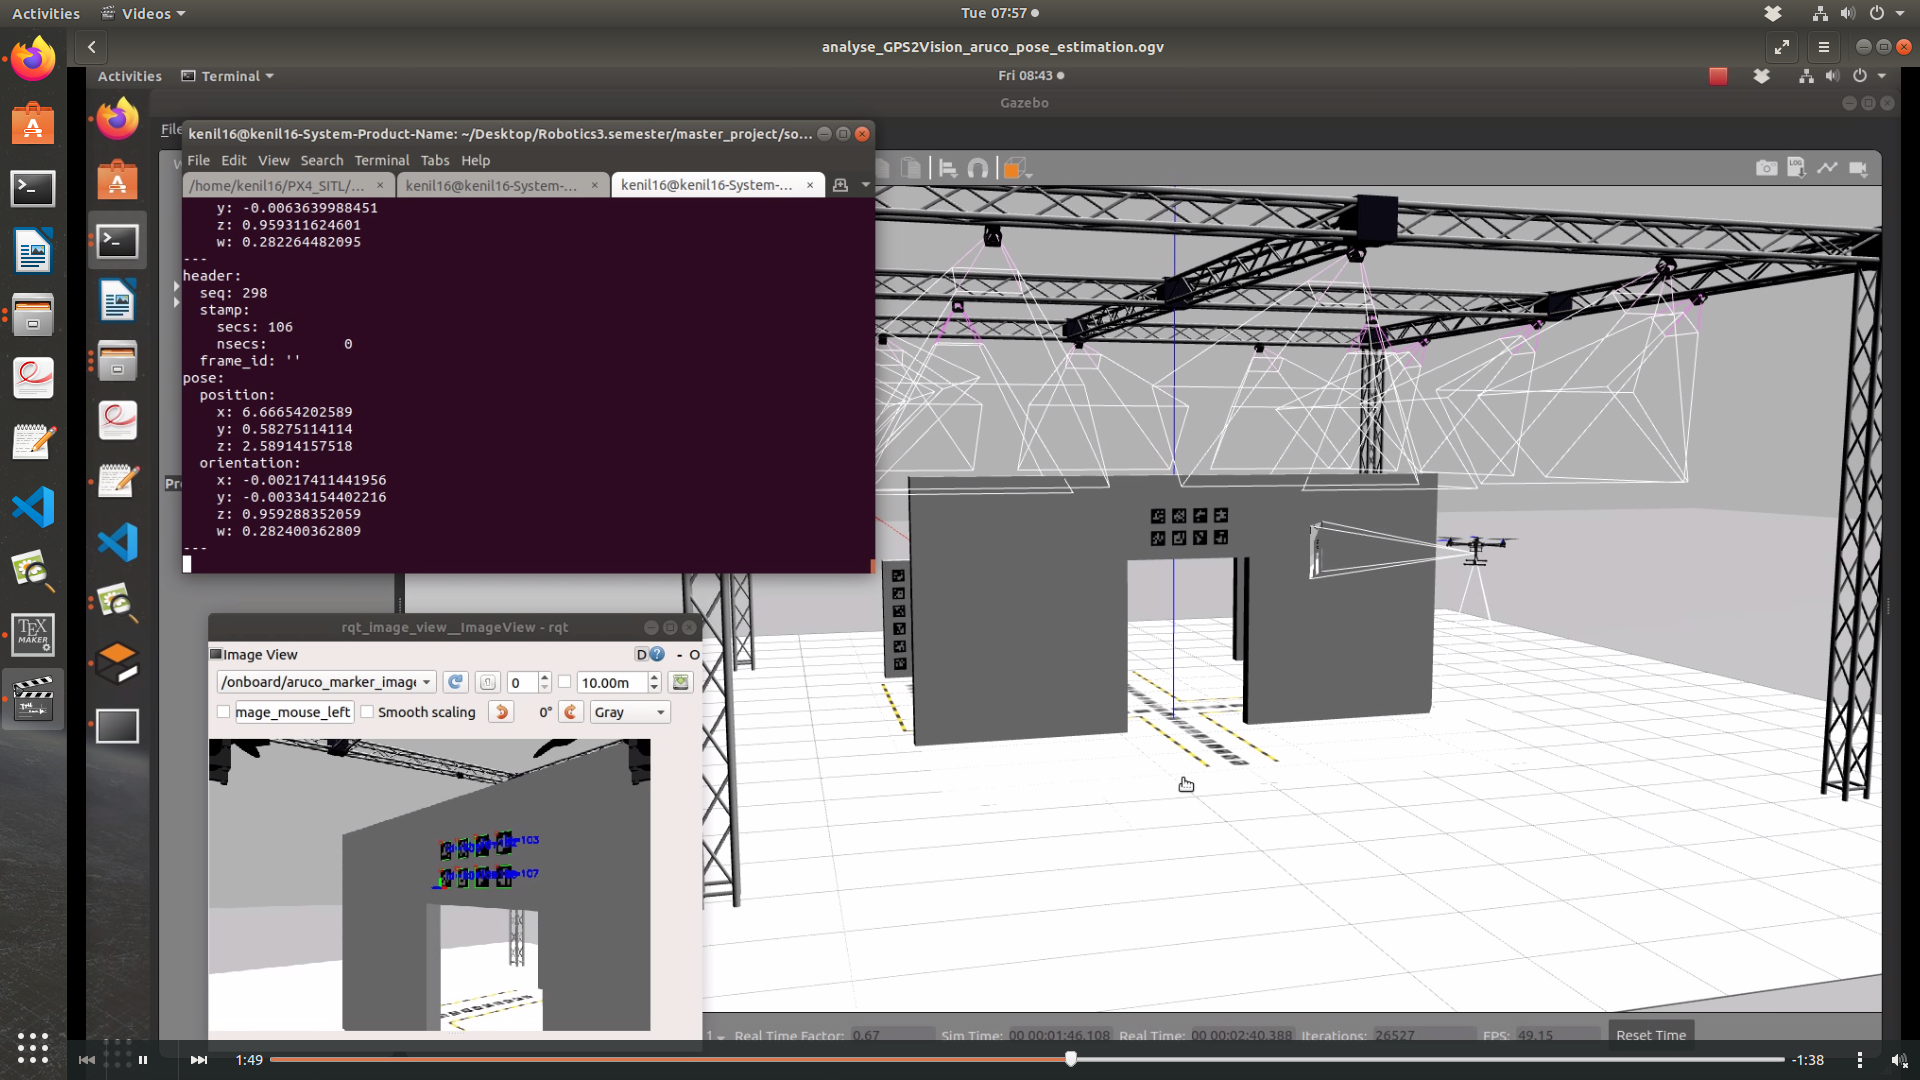 Activities Videos Tue 07:57
analyse_GPS2Vision_aruco_pose_estimation.ogv
Activities Terminal Fri 08:43
Gazebo
File
kenil16@kenil16-System-Product-Name: ~/Desktop/Robotics3.semester/master_project/so...
File Edit View Search Terminal Tabs Help
/home/kenil16/PX4_SITL/... × kenil16@kenil16-System-... × kenil16@kenil16-System-... ×
y: -0.0063639988451
z: 0.959311624601
w: 0.282264482095
---
header:
seq: 298
stamp:
secs: 106
nsecs: 0
frame_id: ''
pose:
position:
x: 6.66654202589
y: 0.58275114114
z: 2.58914157518
orientation:
x: -0.00217411441956
y: -0.00334154402216
z: 0.959288352059
w: 0.282400362809
---
LOG
rqt_image_view__ImageView - rqt
Image View D ? - O
/onboard/aruco_marker_image 0 10.00m
mage_mouse_left Smooth scaling 0° Gray
103
107
TEX
MAKER
1 Real Time Factor: 0.67 Sim Time: 00 00:01:46.108 Real Time: 00 00:02:40.388 Iterations: 26527 FPS: 49.15 Reset Time
1:49 -1:38